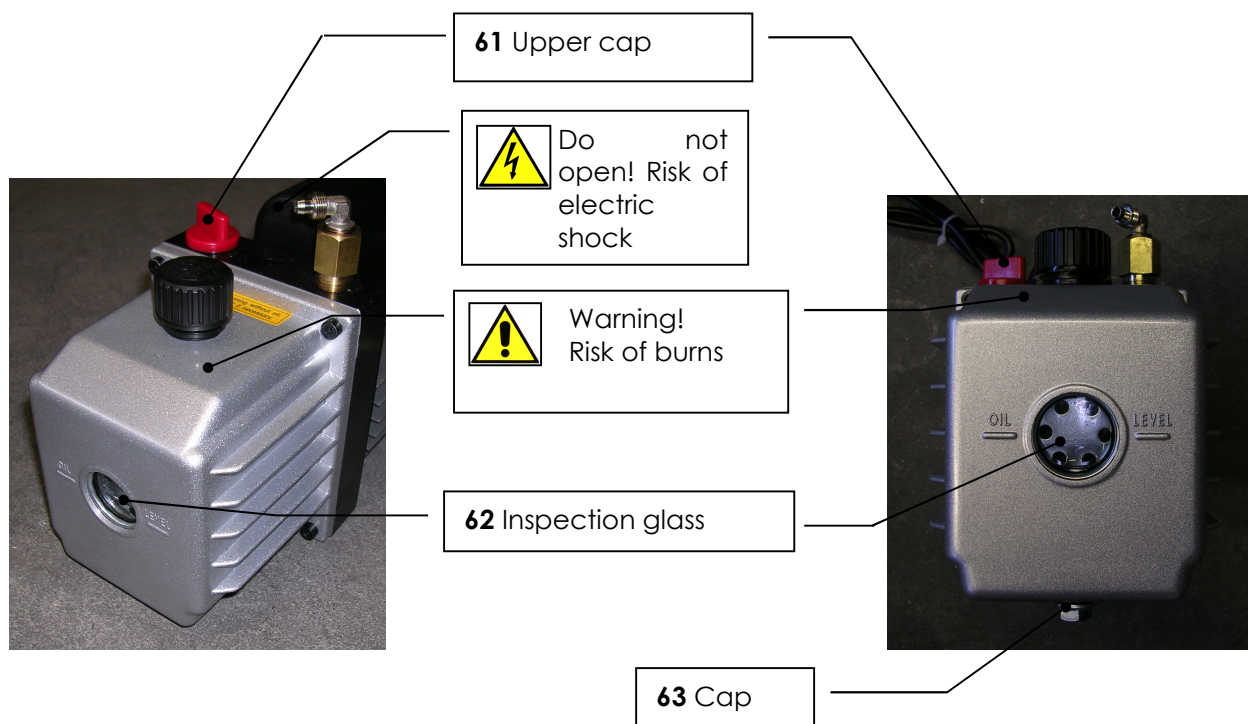 61 Upper cap
Do not
open! Risk of
electric
shock
Warning!
Risk of burns
OIL
LEVEL
OIL LEVEL
62 Inspection glass
63 Cap